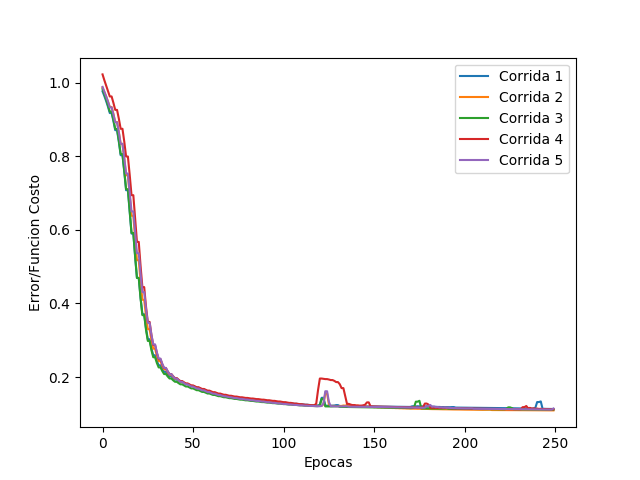 Corrida 1
Corrida 2
Corrida 3
Corrida 4
Corrida 5
Error/Funcion Costo
1.0
0.8
0.6
0.4
0.2
0 50 100 150 200 250
Epocas